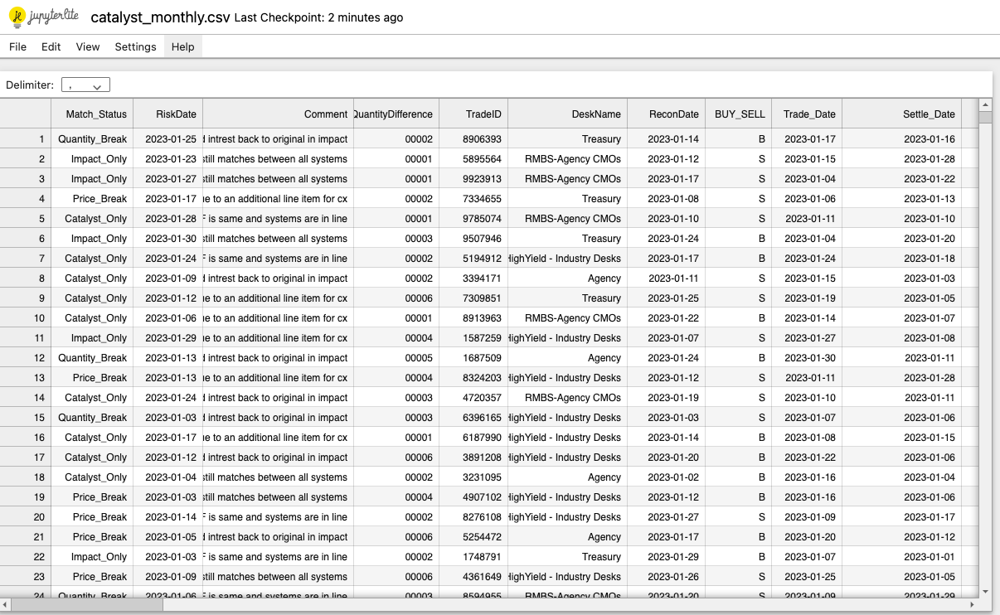 jupyterlite catalyst_monthly.csv Last Checkpoint: 2 minutes ago
File Edit View Settings Help
Delimiter: ,
Match_Status RiskDate Comment QuantityDifference TradeID DeskName ReconDate BUY_SELL Trade_Date Settle_Date
1 Quantity_Break 2023-01-25 d intrest back to original in impact 00002 8906393 Treasury 2023-01-14 B 2023-01-17 2023-01-16
2 Impact_Only 2023-01-23 still matches between all systems 00001 5895564 RMBS-Agency CMOs 2023-01-12 S 2023-01-15 2023-01-28
3 Impact_Only 2023-01-27 still matches between all systems 00001 9923913 RMBS-Agency CMOs 2023-01-17 S 2023-01-04 2023-01-22
4 Price_Break 2023-01-17 ue to an additional line item for cx 00002 7334655 Treasury 2023-01-08 S 2023-01-06 2023-01-13
5 Catalyst_Only 2023-01-28 F is same and systems are in line 00001 9785074 RMBS-Agency CMOs 2023-01-10 S 2023-01-11 2023-01-10
6 Impact_Only 2023-01-30 still matches between all systems 00003 9507946 Treasury 2023-01-24 B 2023-01-04 2023-01-20
7 Catalyst_Only 2023-01-24 F is same and systems are in line 00002 5194912 HighYield - Industry Desks 2023-01-17 B 2023-01-24 2023-01-18
8 Catalyst_Only 2023-01-09 d intrest back to original in impact 00002 3394171 Agency 2023-01-11 S 2023-01-15 2023-01-03
9 Catalyst_Only 2023-01-12 ue to an additional line item for cx 00006 7309851 Treasury 2023-01-25 S 2023-01-19 2023-01-05
10 Catalyst_Only 2023-01-06 ue to an additional line item for cx 00001 8913963 RMBS-Agency CMOs 2023-01-22 B 2023-01-14 2023-01-07
11 Impact_Only 2023-01-29 ue to an additional line item for cx 00004 1587259 HighYield - Industry Desks 2023-01-07 S 2023-01-27 2023-01-08
12 Quantity_Break 2023-01-13 d intrest back to original in impact 00005 1687509 Agency 2023-01-24 B 2023-01-30 2023-01-11
13 Price_Break 2023-01-13 ue to an additional line item for cx 00004 8324203 HighYield - Industry Desks 2023-01-12 S 2023-01-11 2023-01-28
14 Catalyst_Only 2023-01-24 d intrest back to original in impact 00003 4720357 RMBS-Agency CMOs 2023-01-19 S 2023-01-10 2023-01-11
15 Quantity_Break 2023-01-03 d intrest back to original in impact 00003 6396165 HighYield - Industry Desks 2023-01-03 S 2023-01-07 2023-01-06
16 Catalyst_Only 2023-01-17 ue to an additional line item for cx 00001 6187990 HighYield - Industry Desks 2023-01-14 B 2023-01-08 2023-01-15
17 Catalyst_Only 2023-01-12 d intrest back to original in impact 00006 3891208 HighYield - Industry Desks 2023-01-20 B 2023-01-22 2023-01-06
18 Catalyst_Only 2023-01-04 still matches between all systems 00002 3231095 Agency 2023-01-02 B 2023-01-16 2023-01-04
19 Price_Break 2023-01-03 still matches between all systems 00004 4907102 HighYield - Industry Desks 2023-01-12 B 2023-01-16 2023-01-06
20 Price_Break 2023-01-14 F is same and systems are in line 00002 8276108 HighYield - Industry Desks 2023-01-27 S 2023-01-09 2023-01-17
21 Price_Break 2023-01-05 d intrest back to original in impact 00006 5254472 Agency 2023-01-17 B 2023-01-20 2023-01-12
22 Impact_Only 2023-01-03 F is same and systems are in line 00002 1748791 Treasury 2023-01-29 B 2023-01-07 2023-01-01
23 Price_Break 2023-01-09 still matches between all systems 00006 4361649 HighYield - Industry Desks 2023-01-26 S 2023-01-25 2023-01-05
24 Quantity_Break 2023-01-06 F is same and systems are in line 00003 8594955 RMBS-Agency CMOs 2023-01-20 S 2023-01-09 2023-01-29